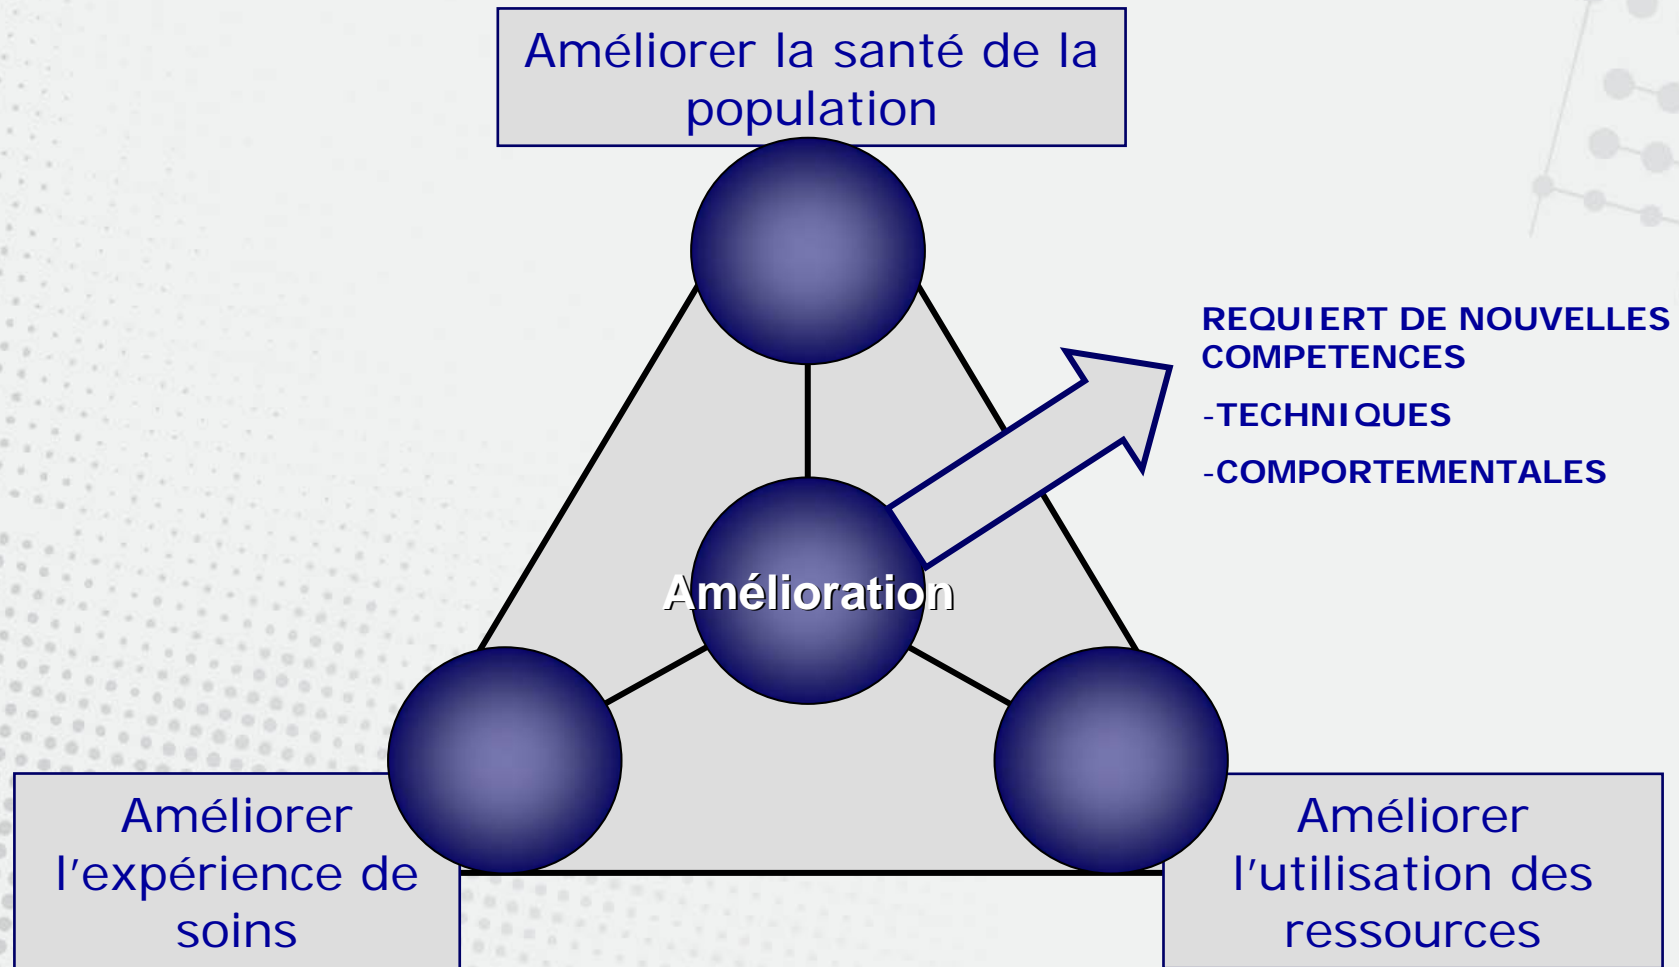 Améliorer la santé de la
population
REQUIERT DE NOUVELLES
COMPETENCES
-TECHNIQUES
-COMPORTEMENTALES
Amélioration
Améliorer
l'expérience de
soins
Améliorer
l'utilisation des
ressources